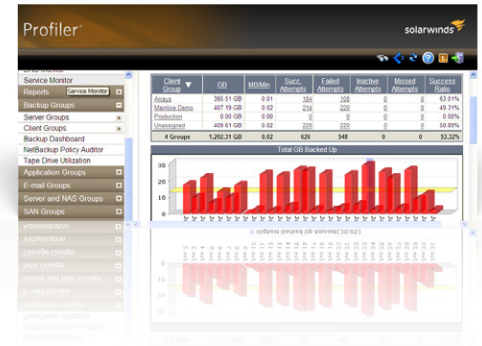 Profiler
solarwinds
Service Monitor
Reports
Service Monitor
Backup Groups
Server Groups
Client Groups
Backup Dashboard
NetBackup Policy Auditor
Tape Drive Utilization
Application Groups
E-mail Groups
Server and NAS Groups
SAN Groups
Client Group GB MB/Min Succ. Attempts Failed Attempts Inactive Attempts Missed Attempts Success Ratio
Arrays 385.51 GB 0.01 184 108 0 0 63.01%
Mainline Demo 407.19 GB 0.02 214 220 0 0 49.31%
Production 0.00 GB 0.00 0 0 0 0 0.00%
Unassigned 409.61 GB 0.02 228 220 0 0 50.89%
4 Groups 1,202.31 GB 0.02 626 548 0 0 53.32%
Total GB Backed Up
30
20
10
0